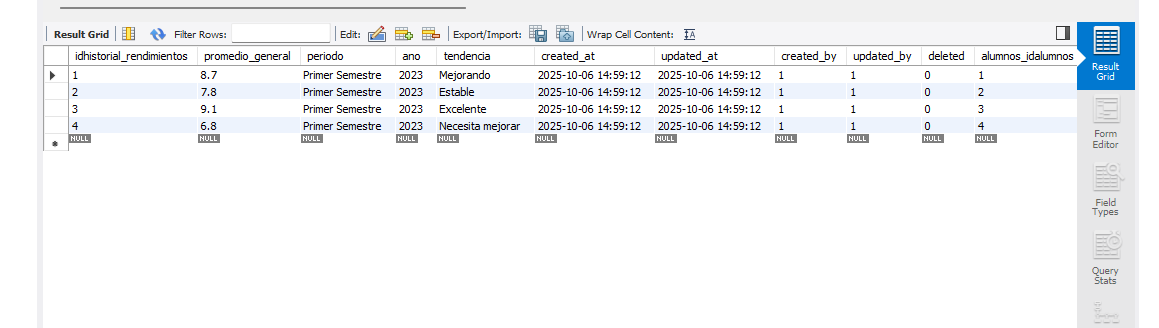 Result Grid Filter Rows: Edit: Export/Import: Wrap Cell Content: IA
idhistorial_rendimientos promedio_general periodo ano tendencia created_at updated_at created_by updated_by deleted alumnos_idalumnos
1 8.7 Primer Semestre 2023 Mejorando 2025-10-06 14:59:12 2025-10-06 14:59:12 1 1 0 1
2 7.8 Primer Semestre 2023 Estable 2025-10-06 14:59:12 2025-10-06 14:59:12 1 1 0 2
3 9.1 Primer Semestre 2023 Excelente 2025-10-06 14:59:12 2025-10-06 14:59:12 1 1 0 3
4 6.8 Primer Semestre 2023 Necesita mejorar 2025-10-06 14:59:12 2025-10-06 14:59:12 1 1 0 4
NULL NULL NULL NULL NULL NULL NULL NULL NULL NULL NULL
Result
Grid
Form
Editor
Field
Types
Query
Stats